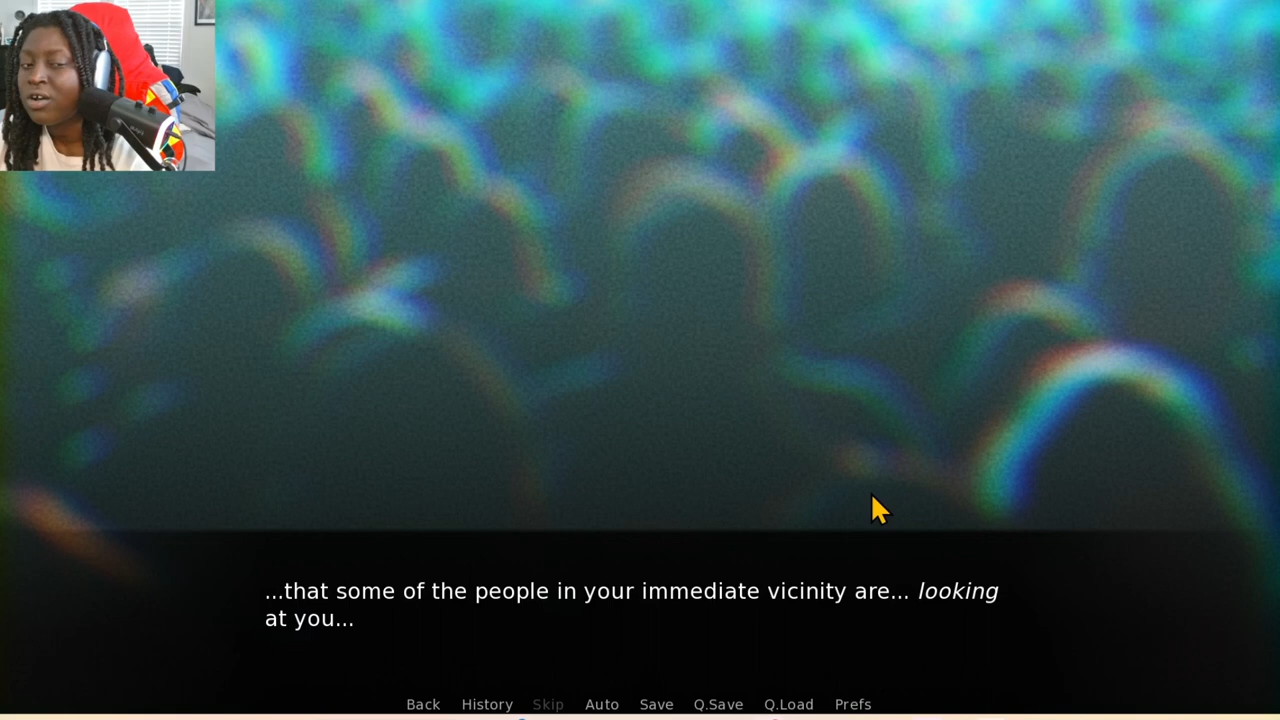 ...that some of the people in your immediate vicinity are... looking
at you...
Back History Skip Auto Save Q.Save Q.Load Prefs